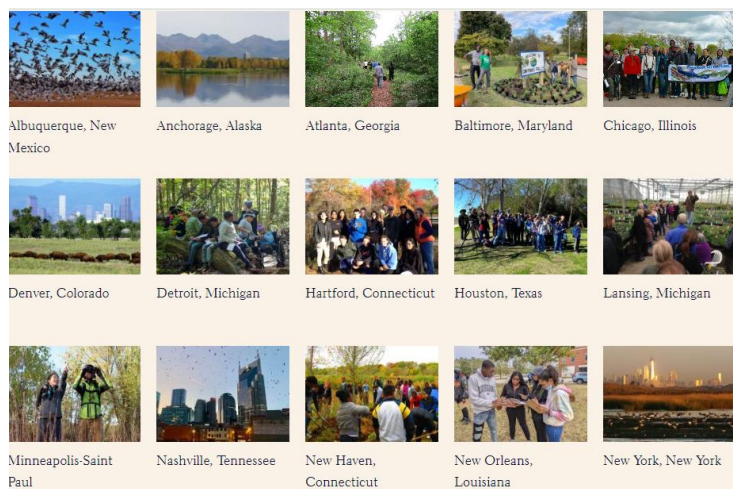 Albuquerque, New
Mexico
Anchorage, Alaska
Atlanta, Georgia
Baltimore, Maryland
Chicago, Illinois
Denver, Colorado
Detroit, Michigan
Hartford, Connecticut
Houston, Texas
Lansing, Michigan
Minneapolis-Saint
Paul
Nashville, Tennessee
New Haven,
Connecticut
New Orleans,
Louisiana
New York, New York